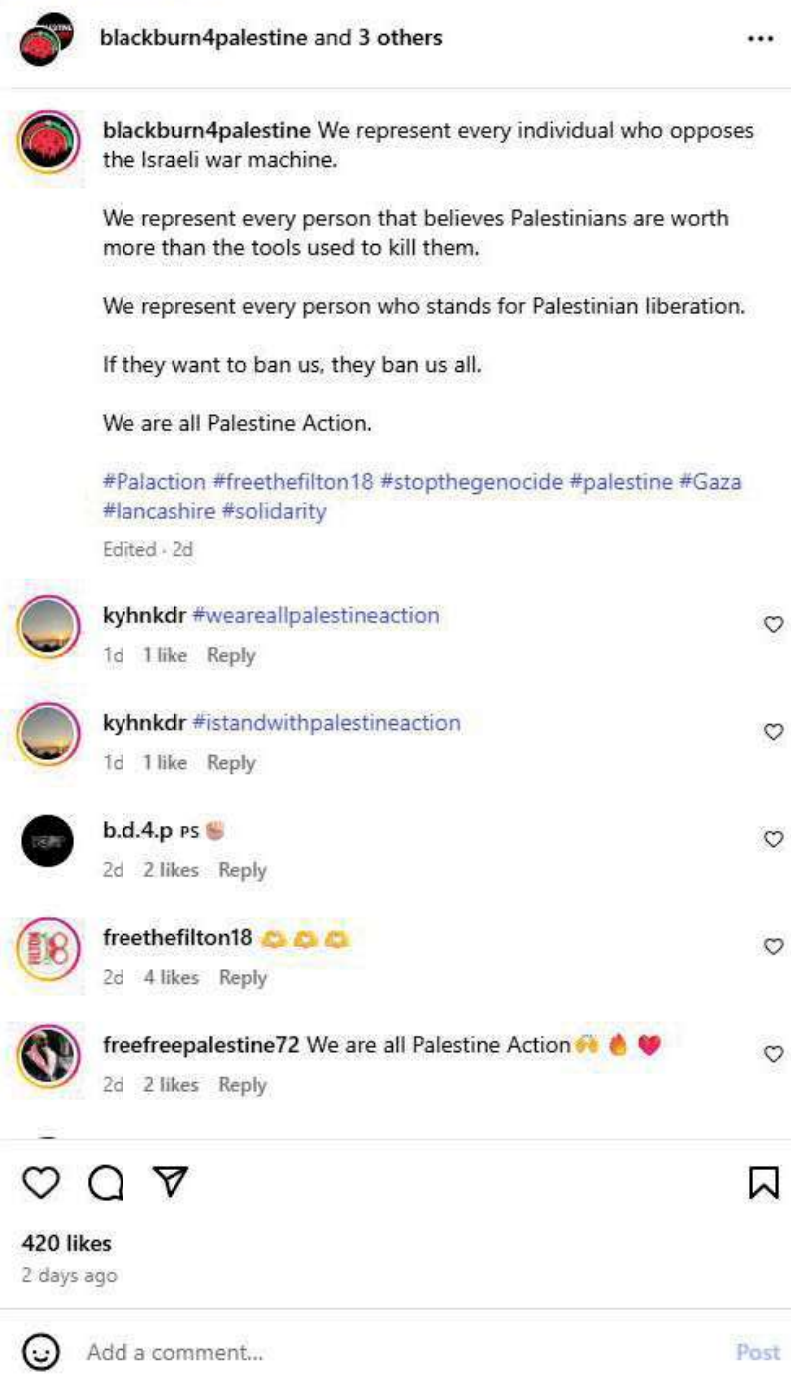 blackburn4palestine and 3 others
blackburn4palestine We represent every individual who opposes
the Israeli war machine.
We represent every person that believes Palestinians are worth
more than the tools used to kill them.
We represent every person who stands for Palestinian liberation.
If they want to ban us, they ban us all.
We are all Palestine Action.
#Palaction #freethefilton18 #stopthegenocide #palestine #Gaza
#lancashire #solidarity
Edited · 2d
kyhnkdr #weareallpalestineaction
1d 1 like Reply
kyhnkdr #istandwithpalestineaction
1d 1 like Reply
b.d.4.p PS ✊🏼
2d 2 likes Reply
FILTON 18
freethefilton18 🫶🫶🫶
2d 4 likes Reply
freefreepalestine72 We are all Palestine Action🙌🔥❤️
2d 2 likes Reply
420 likes
2 days ago
Add a comment...
Post